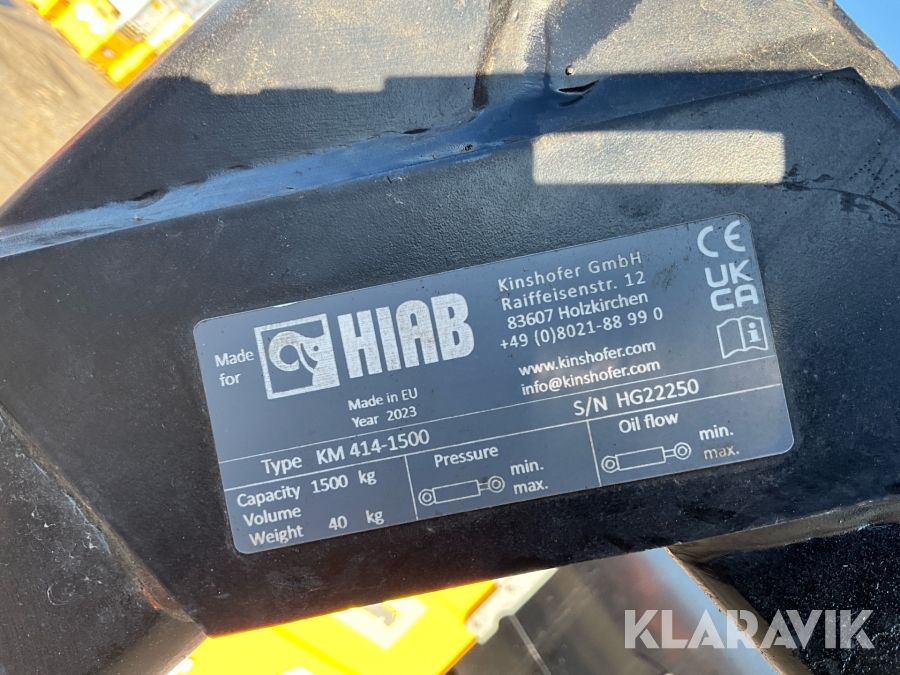 Made for
HIAB
Kinshofer GmbH
Raiffeisenstr. 12
83607 Holzkirchen
+49 (0)8021-88 99 0
www.kinshofer.com
info@kinshofer.com
CE
UK
CA
i
Made in EU
Year 2023
Type KM 414-1500
S/N HG22250
Capacity 1500 kg
Volume
Weight 40 kg
Pressure
min.
max.
Oil flow
min.
max.
KLARAVIK